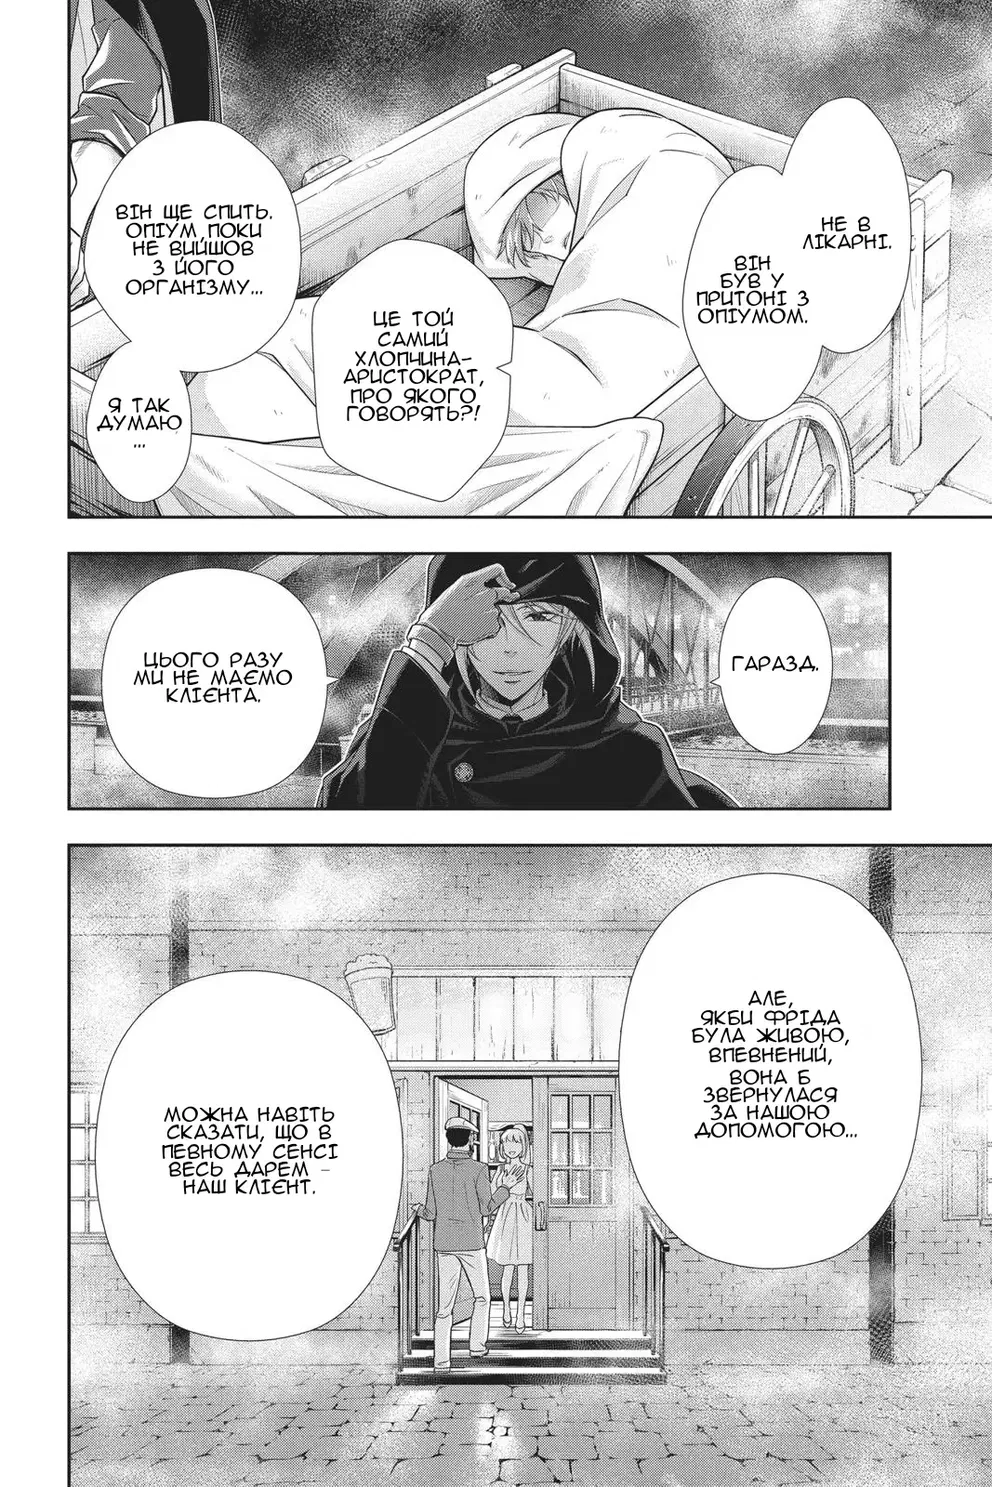 НЕ В
ЛІКАРНІ.
ВІН
БУВ У
ПРИТОНІ З
ОПІУМОМ.
ЦЕ ТОЙ
САМИЙ
ХЛОПЧИНА-
АРИСТОКРАТ,
ПРО ЯКОГО
ГОВОРЯТЬ?!
ВІН ЩЕ СПИТЬ.
ОПІУМ ПОКИ
НЕ ВИЙШОВ
З ЙОГО
ОРГАНІЗМУ...
Я ТАК
ДУМАЮ
...
ГАРАЗД.
ЦЬОГО РАЗУ
МИ НЕ МАЄМО
КЛІЄНТА.
АЛЕ,
ЯКБИ ФРІДА
БУЛА ЖИВОЮ,
ВПЕВНЕНИЙ,
ВОНА Б
ЗВЕРНУЛАСЯ
ЗА НАШОЮ
ДОПОМОГОЮ...
МОЖНА НАВІТЬ
СКАЗАТИ, ЩО В
ПЕВНОМУ СЕНСІ
ВЕСЬ ДАРЕМ –
НАШ КЛІЄНТ.